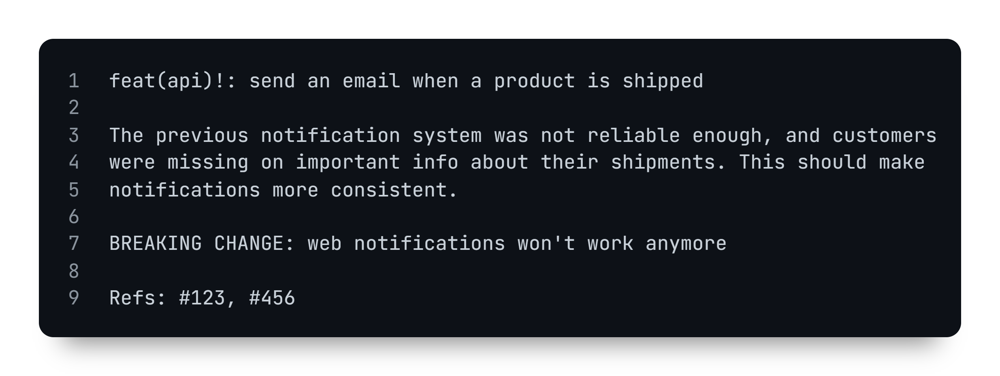 1 feat(api)!: send an email when a product is shipped
2
3 The previous notification system was not reliable enough, and customers
4 were missing on important info about their shipments. This should make
5 notifications more consistent.
6
7 BREAKING CHANGE: web notifications won't work anymore
8
9 Refs: #123, #456